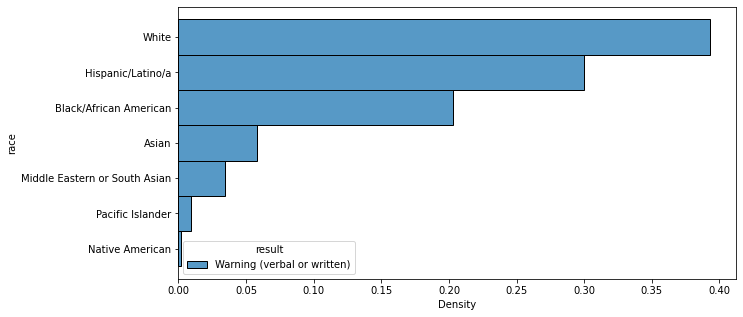 White
Hispanic/Latino/a
Black/African American
Asian
Middle Eastern or South Asian
Pacific Islander
Native American
race
result
Warning (verbal or written)
0.00 0.05 0.10 0.15 0.20 0.25 0.30 0.35 0.40
Density